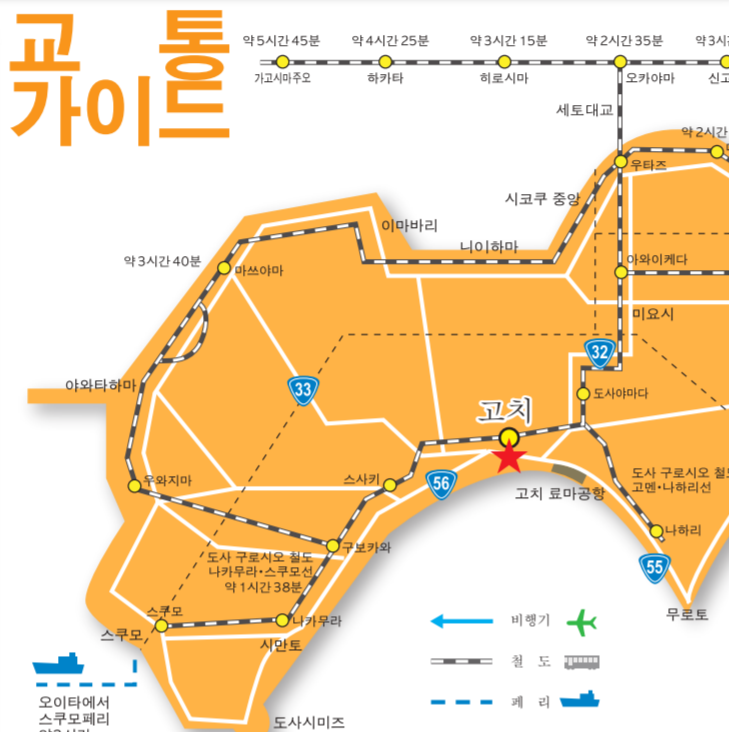 교 통
가이드
약 5시간 45분
약 4시간 25분
약 3시간 15분
약 2시간 35분
약 3시
가고시마주오
하카타
히로시마
오카야마
신고
세토대교
약 2시간
우타즈
시코쿠 중앙
이마바리
니이하마
약 3시간 40분
마쓰야마
아와이케다
미요시
32
33
야와타하마
도사야마다
고치
우와지마
스사키
56
고치 료마공항
도사 구로시오 철도
고멘·나하리선
나하리
구보카와
도사 구로시오 철도
나카무라·스쿠모선
약 1시간 38분
55
스쿠모
나카무라
무로토
스쿠모
시만토
비행기
철 도
페 리
오이타에서
스쿠모페리
도사시미즈